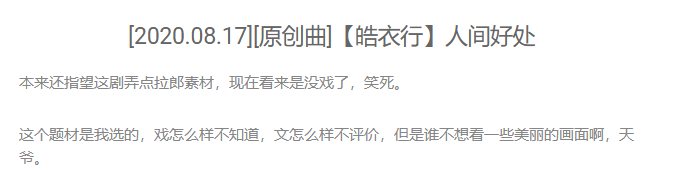 [2020.08.17][原创曲]【皓衣行】人间好处
本来还指望这剧弄点拉郎素材，现在看来是没戏了，笑死。
这个题材是我选的，戏怎么样不知道，文怎么样不评价，但是谁不想看一些美丽的画面啊，天
爷。